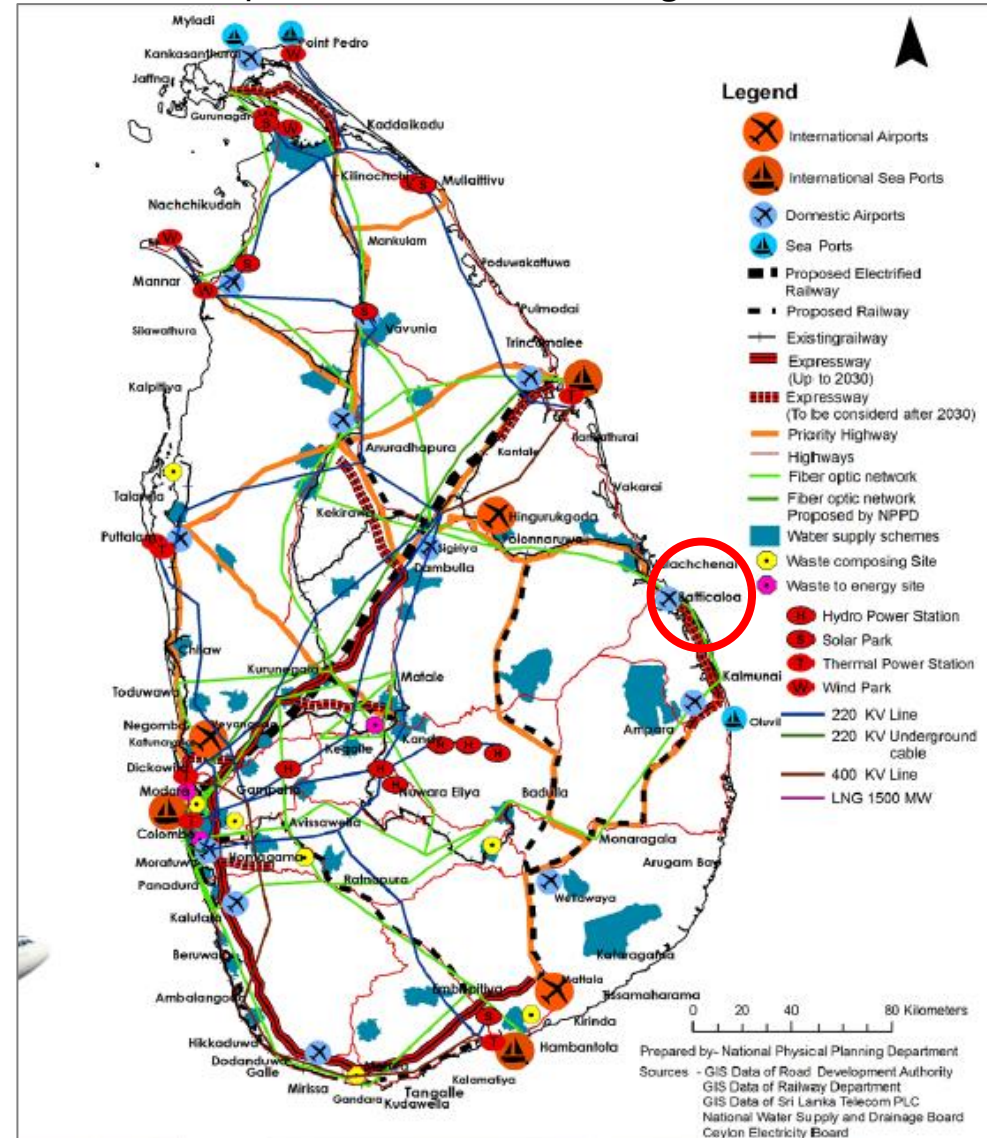 Myladi
Point Pedro
Kankasanthurai
Jaffna
Gurunagar
Kaddaikadu
Kilinochchi
Mullaittivu
Nachchikudah
Mankulam
Mannar
Silawathura
Vavunia
Pulmodai
Trincomalee
Kalpitiya
Anuradhapura
Kantale
Vakarai
Kekirawa
Hingurukgoda
Polonnaruwa
Puttalam
Sigiriya
Dambulla
Batticaloa
Chilaw
Kurunegala
Matale
Kalmunai
Toduwawa
Oluvil
Ampara
Negombo
Kandy
Kegalle
Dickowita
Gampaha
Nuwara Eliya
Badulla
Modara
Avissawella
Colombo
Monaragala
Homagama
Arugam Bay
Moratuwa
Panadura
Ratnapura
Wellawaya
Kalutara
Beruwala
Kataragama
Mattala
Embilipitiya
Tissamaharama
Ambalangoda
Kirinda
Hikkaduwa
Hambantota
Dodanduwa
Galle
Mirissa
Gandara
Tangalle
Kalamatiya
Kudawella
Legend
International Airports
International Sea Ports
Domestic Airports
Sea Ports
Proposed Electrified
Railway
Proposed Railway
Existingrailway
Expressway
(Up to 2030)
Expressway
(To be considerd after 2030)
Priority Highway
Highways
Fiber optic network
Fiber optic network
Proposed by NPPD
Water supply schemes
Waste composing Site
Waste to energy site
H Hydro Power Station
S Solar Park
T Thermal Power Station
W Wind Park
220 KV Line
220 KV Underground
cable
400 KV Line
LNG 1500 MW
0 20 40 80 Kilometers
Prepared by- National Physical Planning Department
Sources - GIS Data of Road Development Authority
GIS Data of Railway Department
GIS Data of Sri Lanka Telecom PLC
National Water Supply and Drainage Board
Ceylon Electricity Board